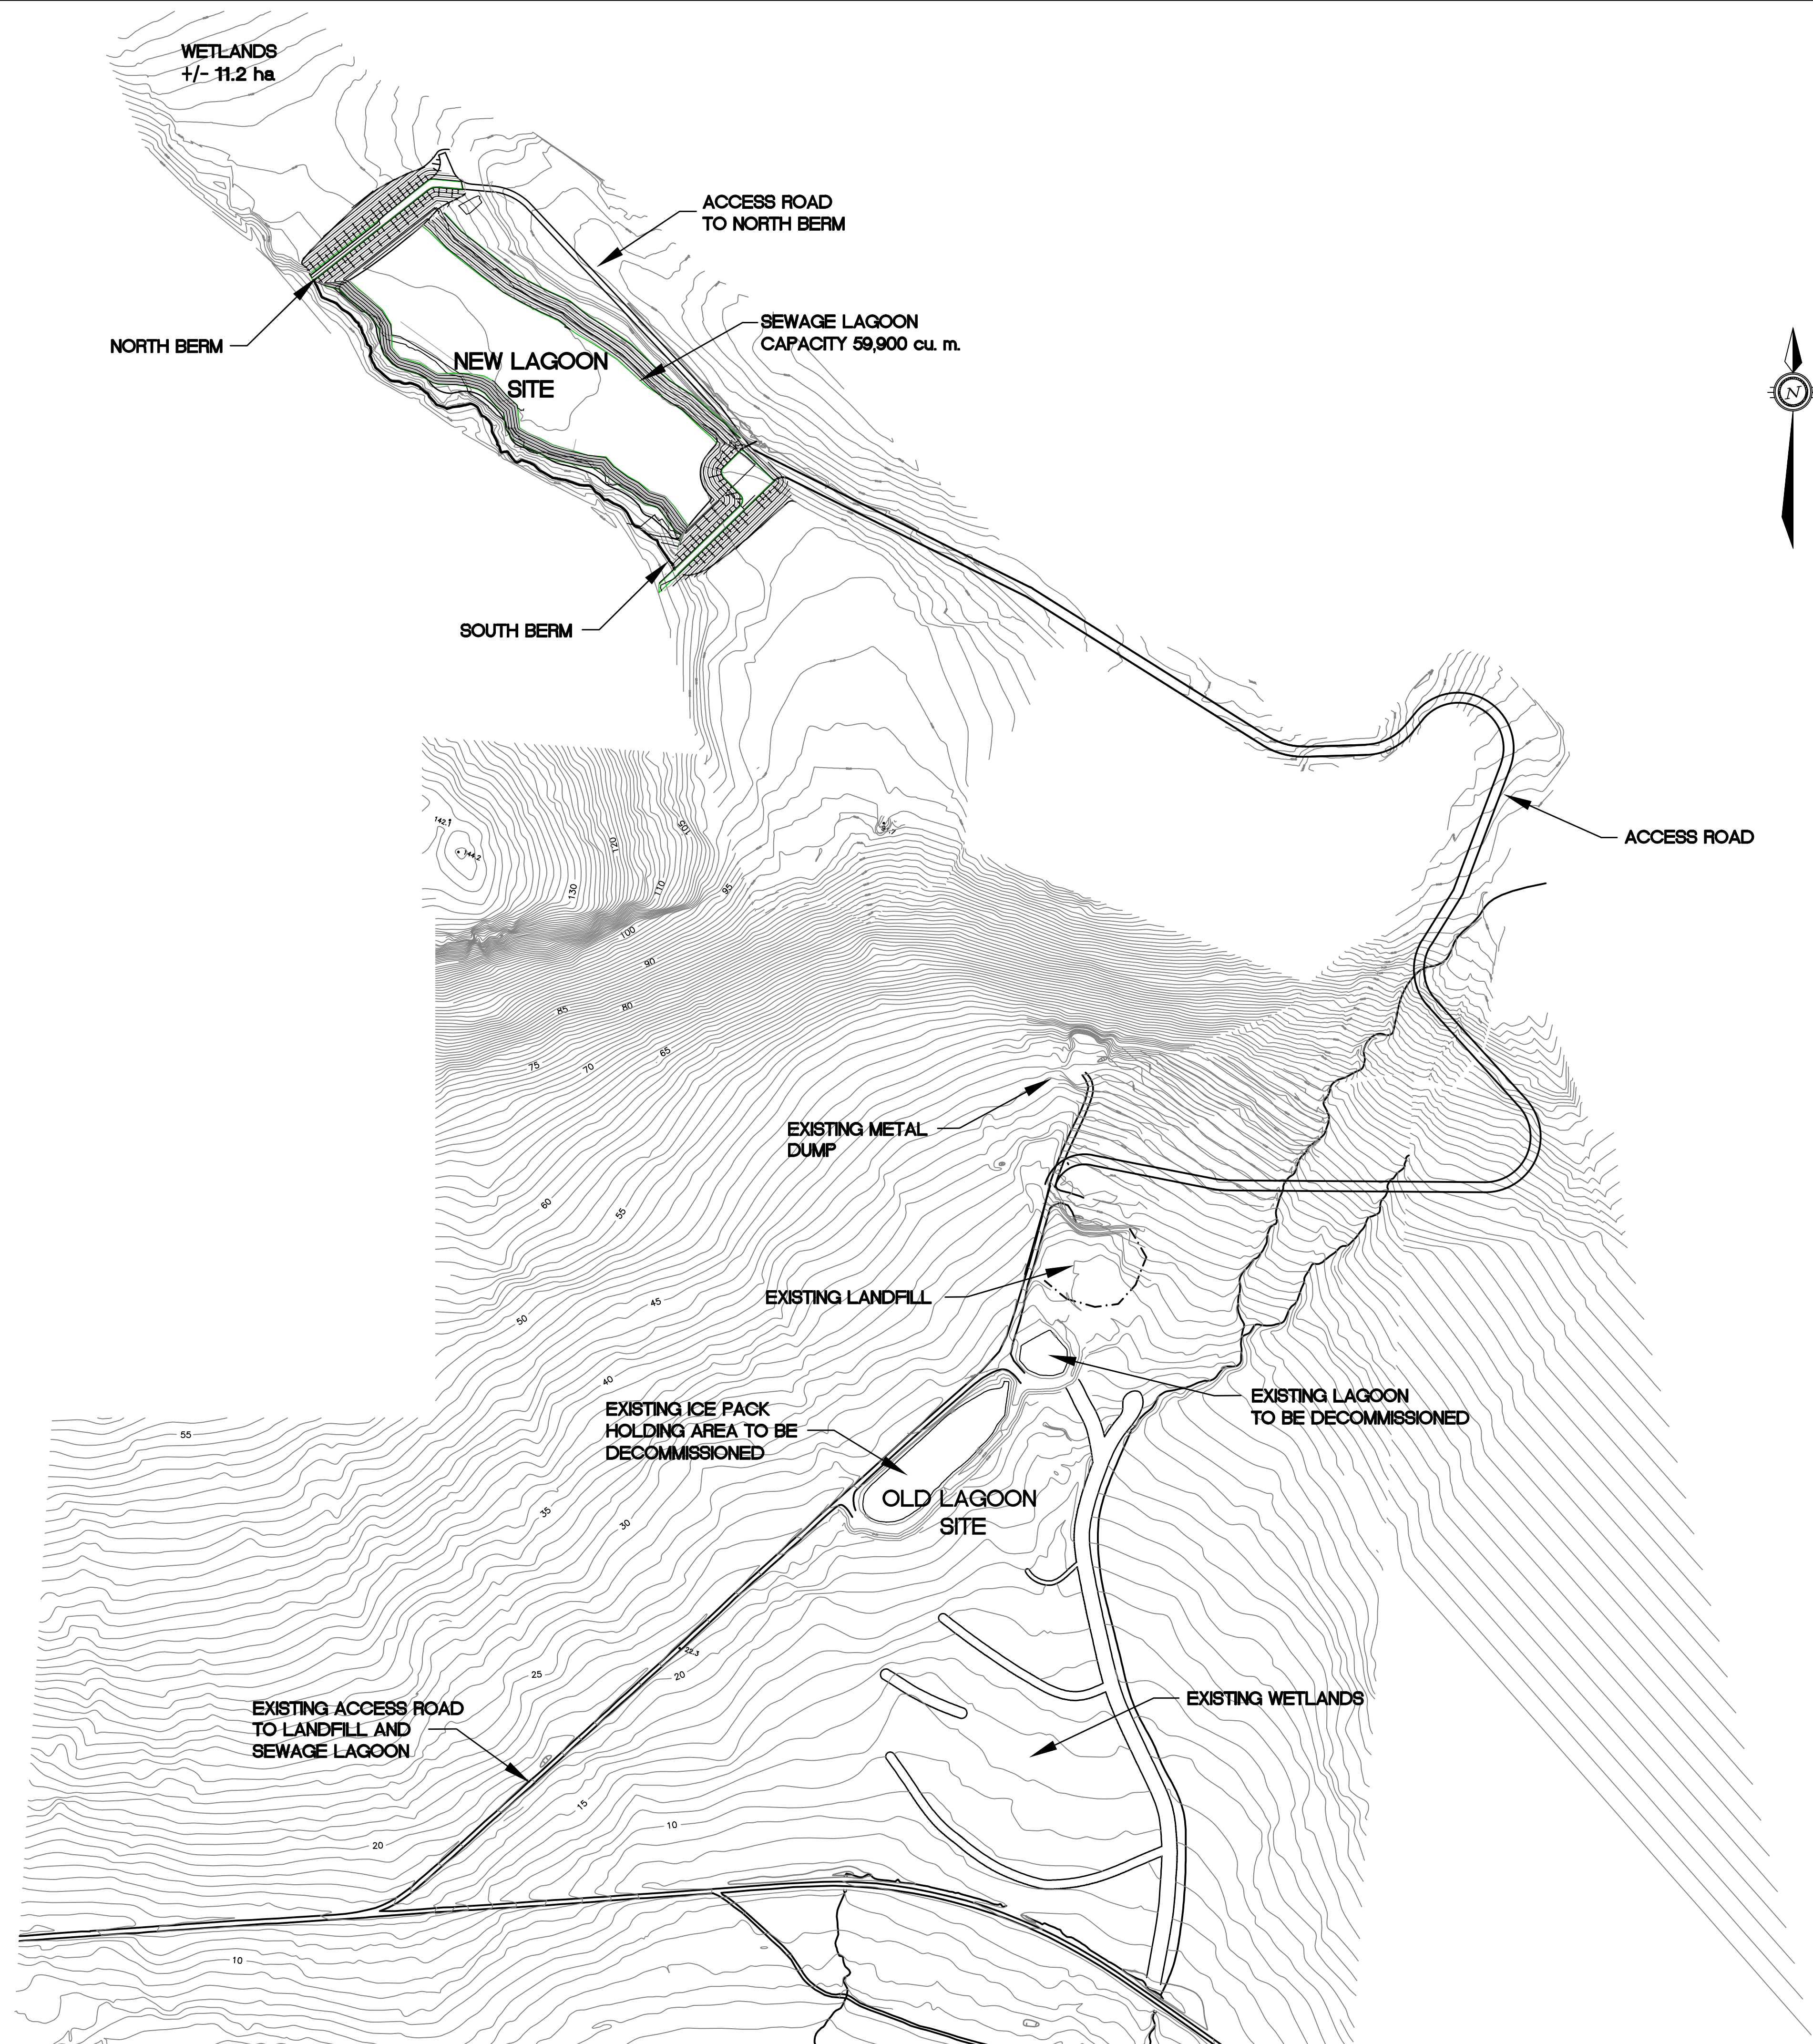 WETLANDS
+/- 11.2 ha
ACCESS ROAD
TO NORTH BERM
SEWAGE LAGOON
CAPACITY 59,900 cu. m.
NORTH BERM
NEW LAGOON
SITE
N
SOUTH BERM
142.1
144.2
105
120
ACCESS ROAD
130
110
95
100
90
85
80
75
70
65
EXISTING METAL
DUMP
60
55
EXISTING LANDFILL
45
50
40
EXISTING LAGOON
TO BE DECOMMISSIONED
EXISTING ICE PACK
HOLDING AREA TO BE
DECOMMISSIONED
55
OLD LAGOON
SITE
35
30
22.3
25
20
EXISTING WETLANDS
EXISTING ACCESS ROAD
TO LANDFILL AND
SEWAGE LAGOON
15
10
20
10